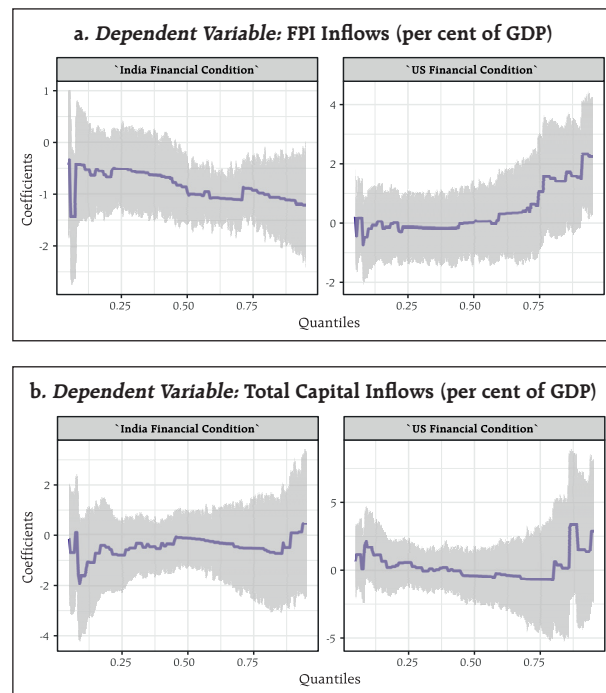 a. Dependent Variable: FPI Inflows (per cent of GDP)
`India Financial Condition`
`US Financial Condition`
Coefficients
1
0
-1
-2
4
2
0
-2
0.25 0.50 0.75
0.25 0.50 0.75
Quantiles
b. Dependent Variable: Total Capital Inflows (per cent of GDP)
`India Financial Condition`
`US Financial Condition`
Coefficients
2
0
-2
-4
5
0
-5
0.25 0.50 0.75
0.25 0.50 0.75
Quantiles